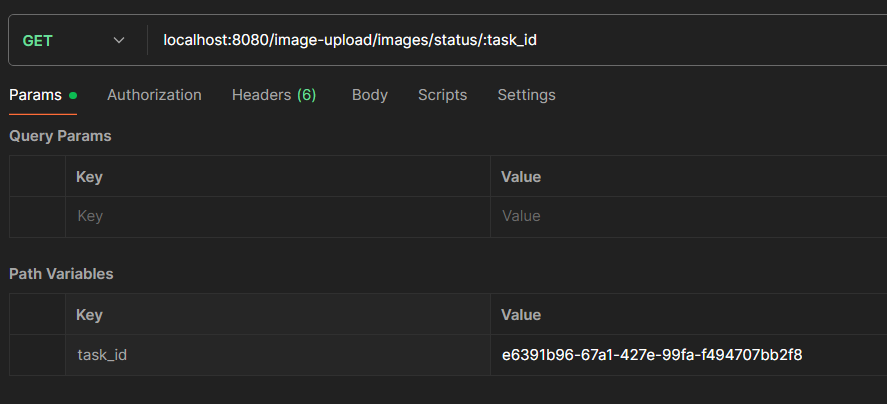 GET localhost:8080/image-upload/images/status/:task_id
Params Authorization Headers (6) Body Scripts Settings
Query Params
Key Value
Key Value
Path Variables
Key Value
task_id e6391b96-67a1-427e-99fa-f494707bb2f8